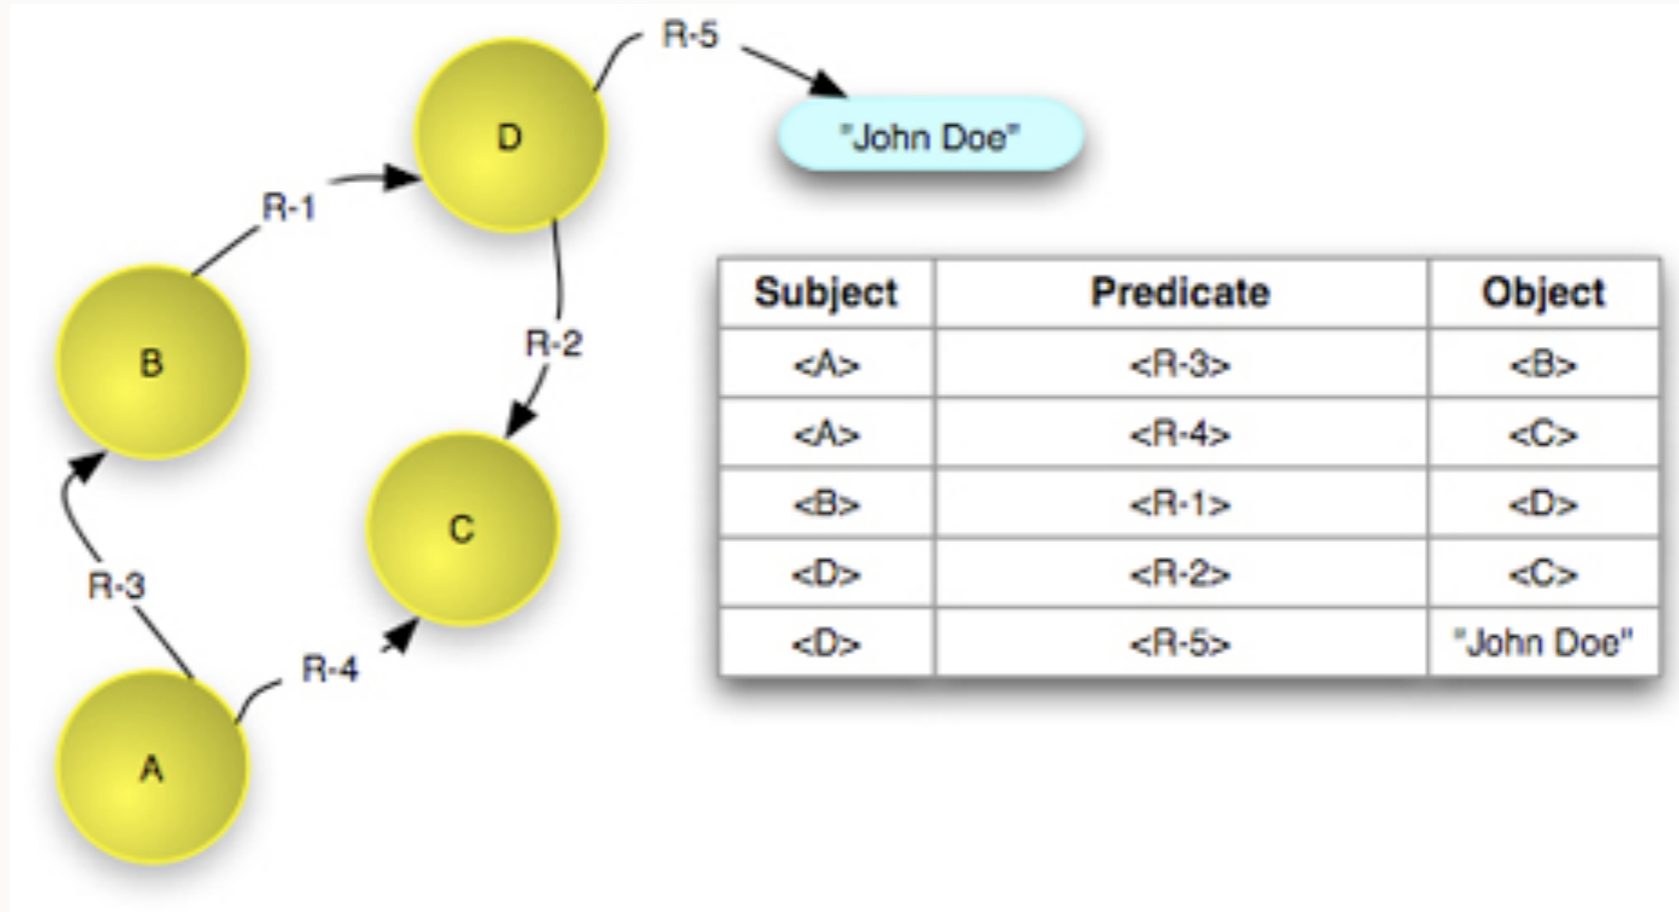 R-5
D
"John Doe"
R-1
B
R-2
C
R-3
R-4
A
Subject Predicate Object
<A> <R-3> <B>
<A> <R-4> <C>
<B> <R-1> <D>
<D> <R-2> <C>
<D> <R-5> "John Doe"